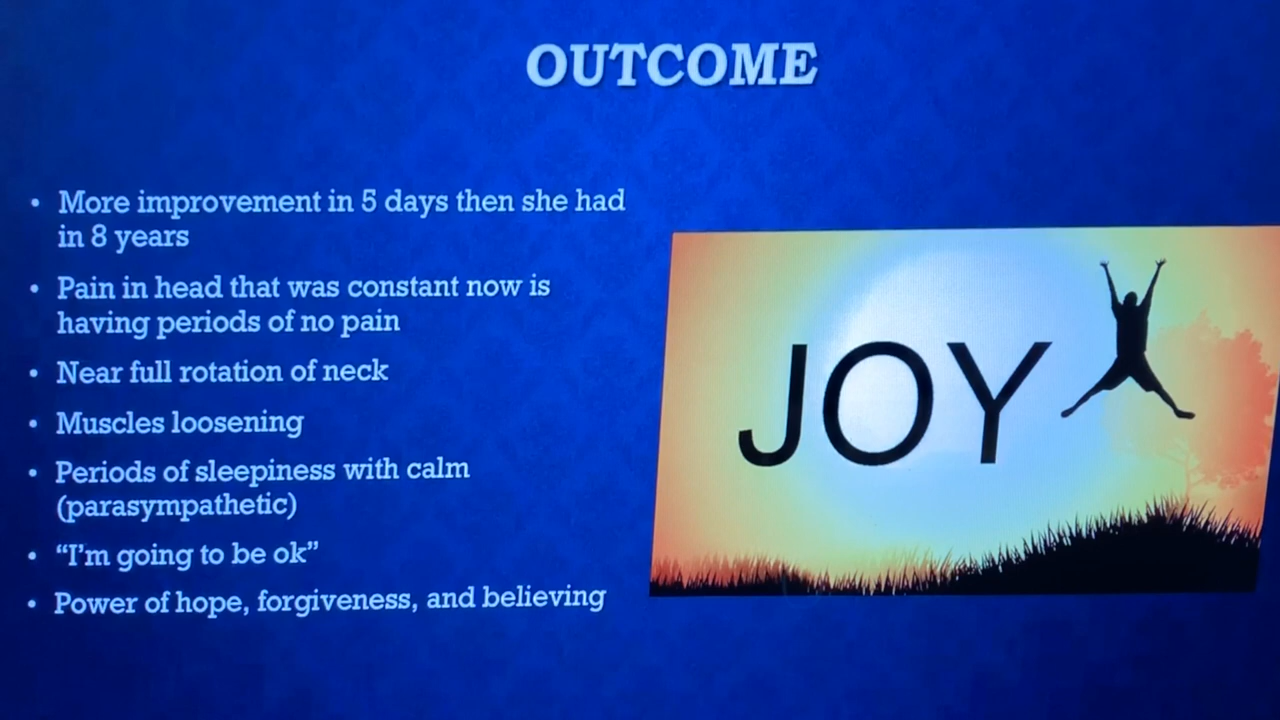 OUTCOME
• More improvement in 5 days then she had
in 8 years
• Pain in head that was constant now is
having periods of no pain
• Near full rotation of neck
• Muscles loosening
• Periods of sleepiness with calm
(parasympathetic)
• “I’m going to be ok”
• Power of hope, forgiveness, and believing
JOY